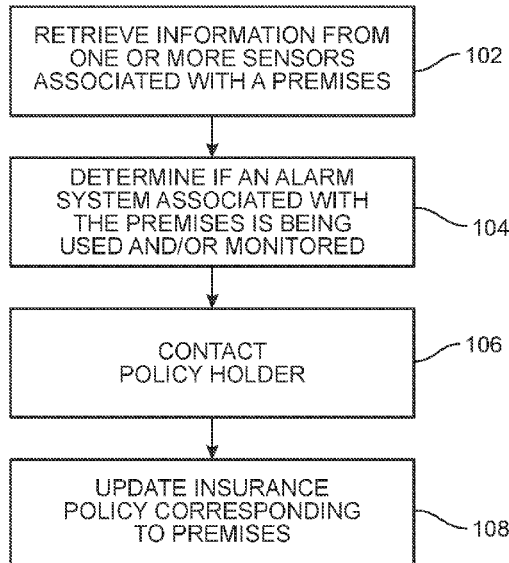 RETRIEVE INFORMATION FROM
ONE OR MORE SENSORS
ASSOCIATED WITH A PREMISES
102
DETERMINE IF AN ALARM
SYSTEM ASSOCIATED WITH
THE PREMISES IS BEING
USED AND/OR MONITORED
104
CONTACT
POLICY HOLDER
106
UPDATE INSURANCE
POLICY CORRESPONDING
TO PREMISES
108